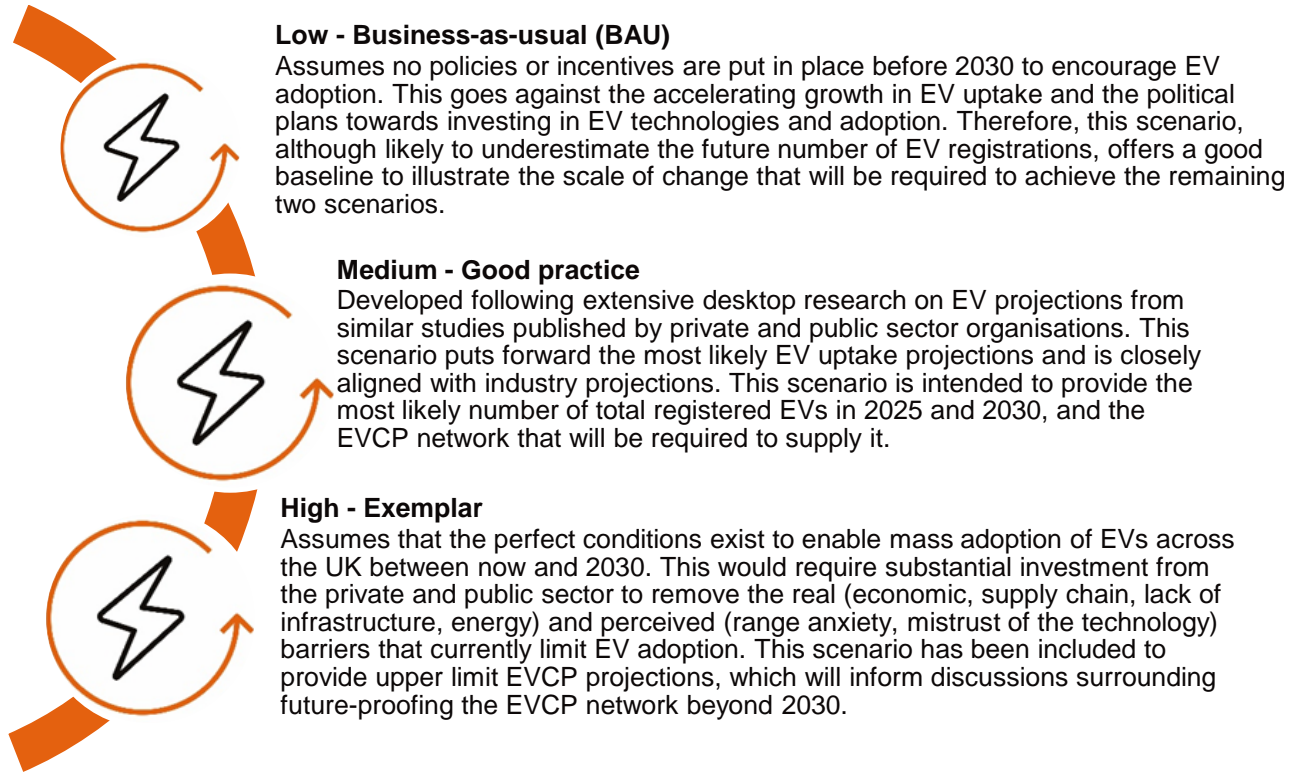 Low - Business-as-usual (BAU)
Assumes no policies or incentives are put in place before 2030 to encourage EV
adoption. This goes against the accelerating growth in EV uptake and the political
plans towards investing in EV technologies and adoption. Therefore, this scenario,
although likely to underestimate the future number of EV registrations, offers a good
baseline to illustrate the scale of change that will be required to achieve the remaining
two scenarios.
Medium - Good practice
Developed following extensive desktop research on EV projections from
similar studies published by private and public sector organisations. This
scenario puts forward the most likely EV uptake projections and is closely
aligned with industry projections. This scenario is intended to provide the
most likely number of total registered EVs in 2025 and 2030, and the
EVCP network that will be required to supply it.
High - Exemplar
Assumes that the perfect conditions exist to enable mass adoption of EVs across
the UK between now and 2030. This would require substantial investment from
the private and public sector to remove the real (economic, supply chain, lack of
infrastructure, energy) and perceived (range anxiety, mistrust of the technology)
barriers that currently limit EV adoption. This scenario has been included to
provide upper limit EVCP projections, which will inform discussions surrounding
future-proofing the EVCP network beyond 2030.